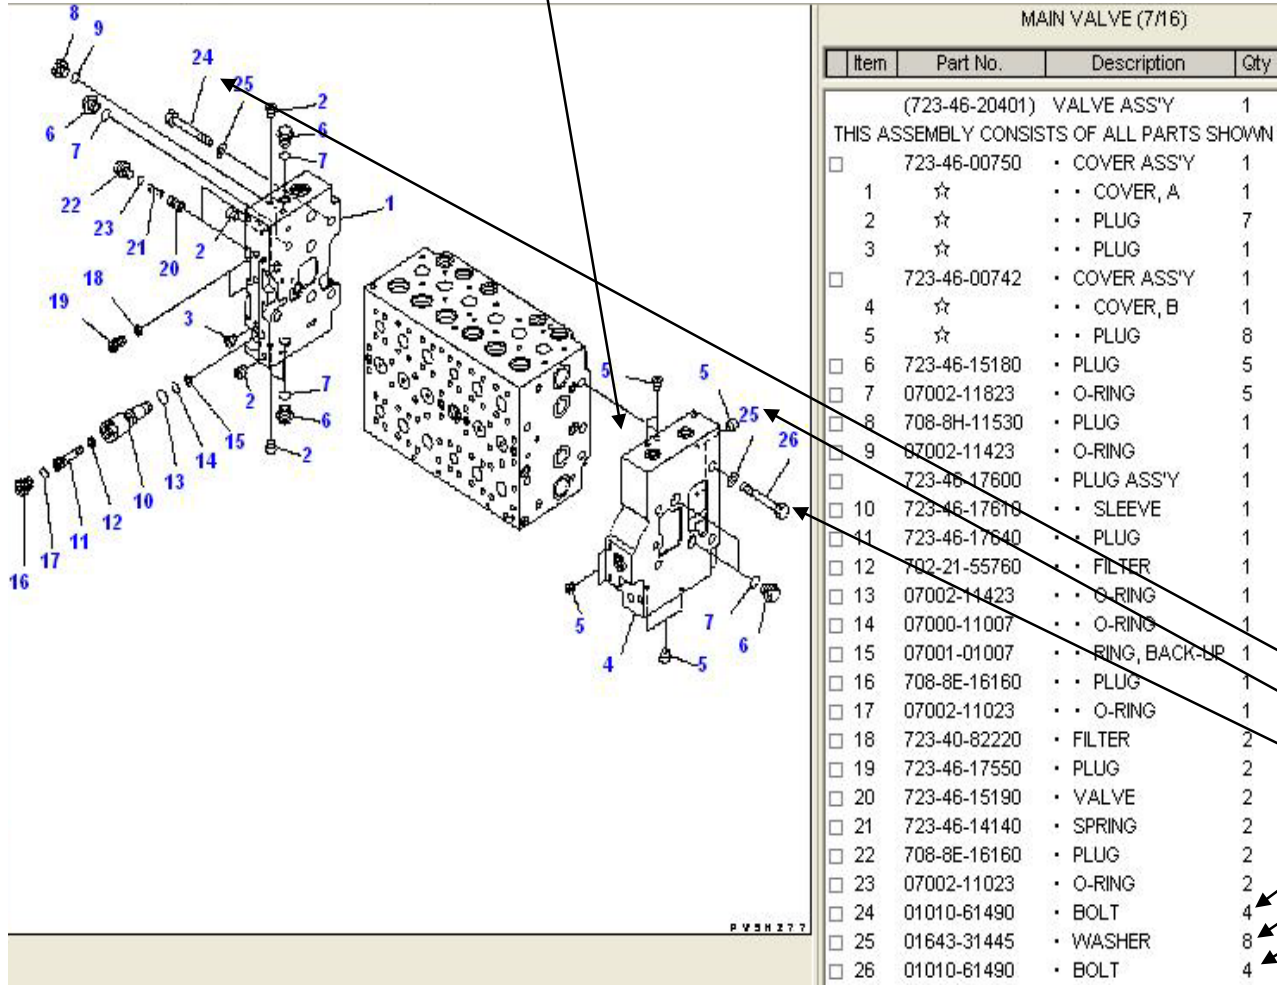 MAIN VALVE (7/16)
Item Part No. Description Qty
(723-46-20401) VALVE ASS'Y 1
THIS ASSEMBLY CONSISTS OF ALL PARTS SHOWN
723-46-00750 · COVER ASS'Y 1
1 ☆ · · COVER, A 1
2 ☆ · · PLUG 7
3 ☆ · · PLUG 1
723-46-00742 · COVER ASS'Y 1
4 ☆ · · COVER, B 1
5 ☆ · · PLUG 8
6 723-46-15180 · PLUG 5
7 07002-11823 · O-RING 5
8 708-8H-11530 · PLUG 1
9 07002-11423 · O-RING 1
723-46-17600 · PLUG ASS'Y 1
10 723-46-17610 · · SLEEVE 1
11 723-46-17640 · · PLUG 1
12 702-21-55760 · · FILTER 1
13 07002-11423 · · O-RING 1
14 07000-11007 · · O-RING 1
15 07001-01007 · · RING, BACK-UP 1
16 708-8E-16160 · · PLUG 1
17 07002-11023 · · O-RING 1
18 723-40-82220 · FILTER 2
19 723-46-17550 · PLUG 2
20 723-46-15190 · VALVE 2
21 723-46-14140 · SPRING 2
22 708-8E-16160 · PLUG 2
23 07002-11023 · O-RING 2
24 01010-61490 · BOLT 4
25 01643-31445 · WASHER 8
26 01010-61490 · BOLT 4
8
9
24
25
2
6
6
7
7
22
23
21
20
2
1
18
19
3
2
7
6
2
15
14
13
10
12
11
17
16
5
5
25
26
5
4
5
7
6
PVSH277